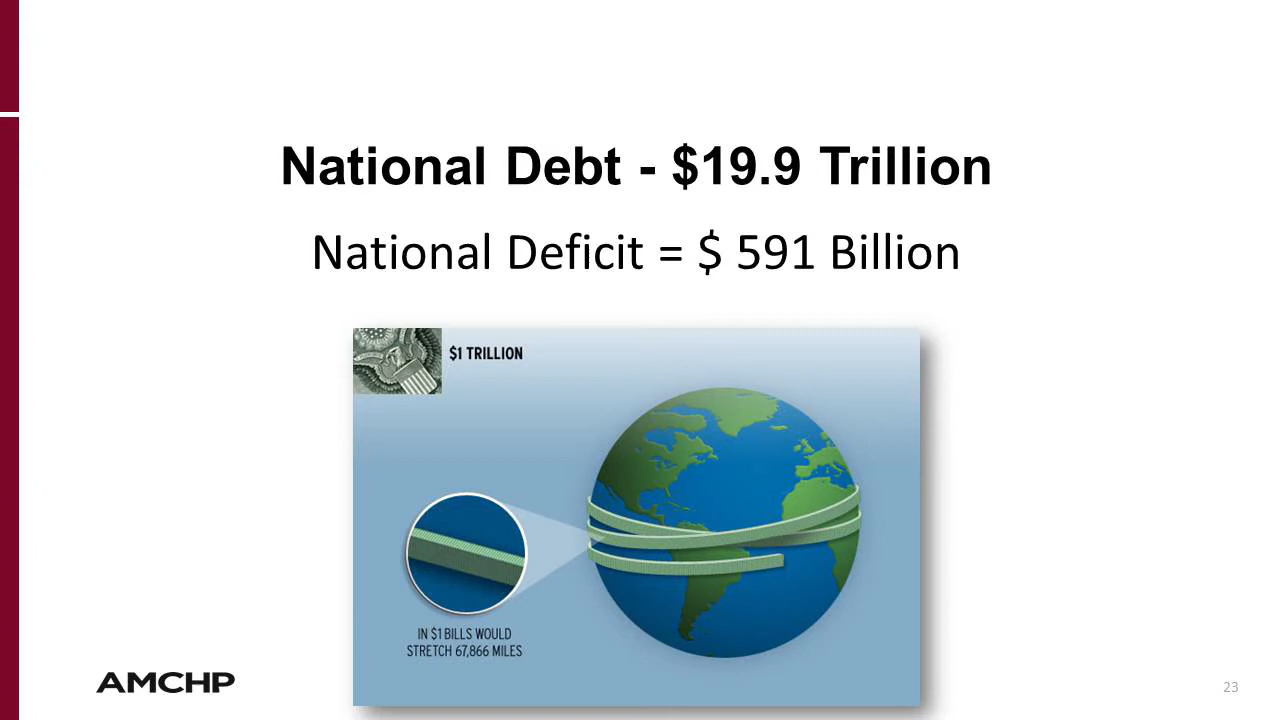 National Debt - $19.9 Trillion
National Deficit = $ 591 Billion
$1 TRILLION
IN $1 BILLS WOULD
STRETCH 67,866 MILES
AMCHP
23